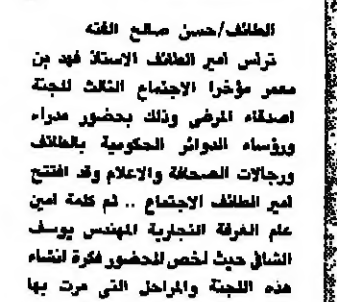 الطائف/حسن صالح الفته
ترأس امير الطائف الاستاذ فهد بن
معمر مؤخرا الاجتماع الثالث للجنة
اصدقاء المرضى وذلك بحضور مدراء
ورؤساء الدوائر الحكومية بالطائف
ورجالات الصحافة والاعلام وقد افتتح
امير الطائف الاجتماع .. ثم كلمة امين
عام الغرفة التجارية المهندس يوسف
الشافي حيث لخص للحضور فكرة انشاء
هذه اللجنة والمراحل التي مرت بها